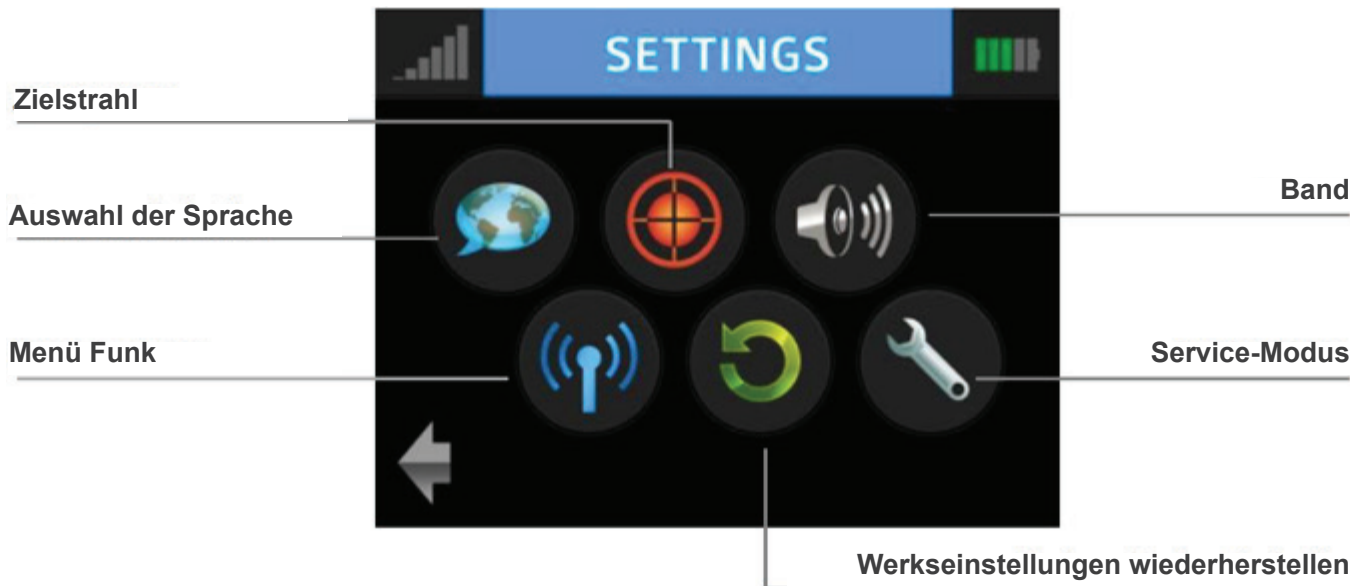 SETTINGS
Zielstrahl
Band
Auswahl der Sprache
Menü Funk
Service-Modus
Werkseinstellungen wiederherstellen